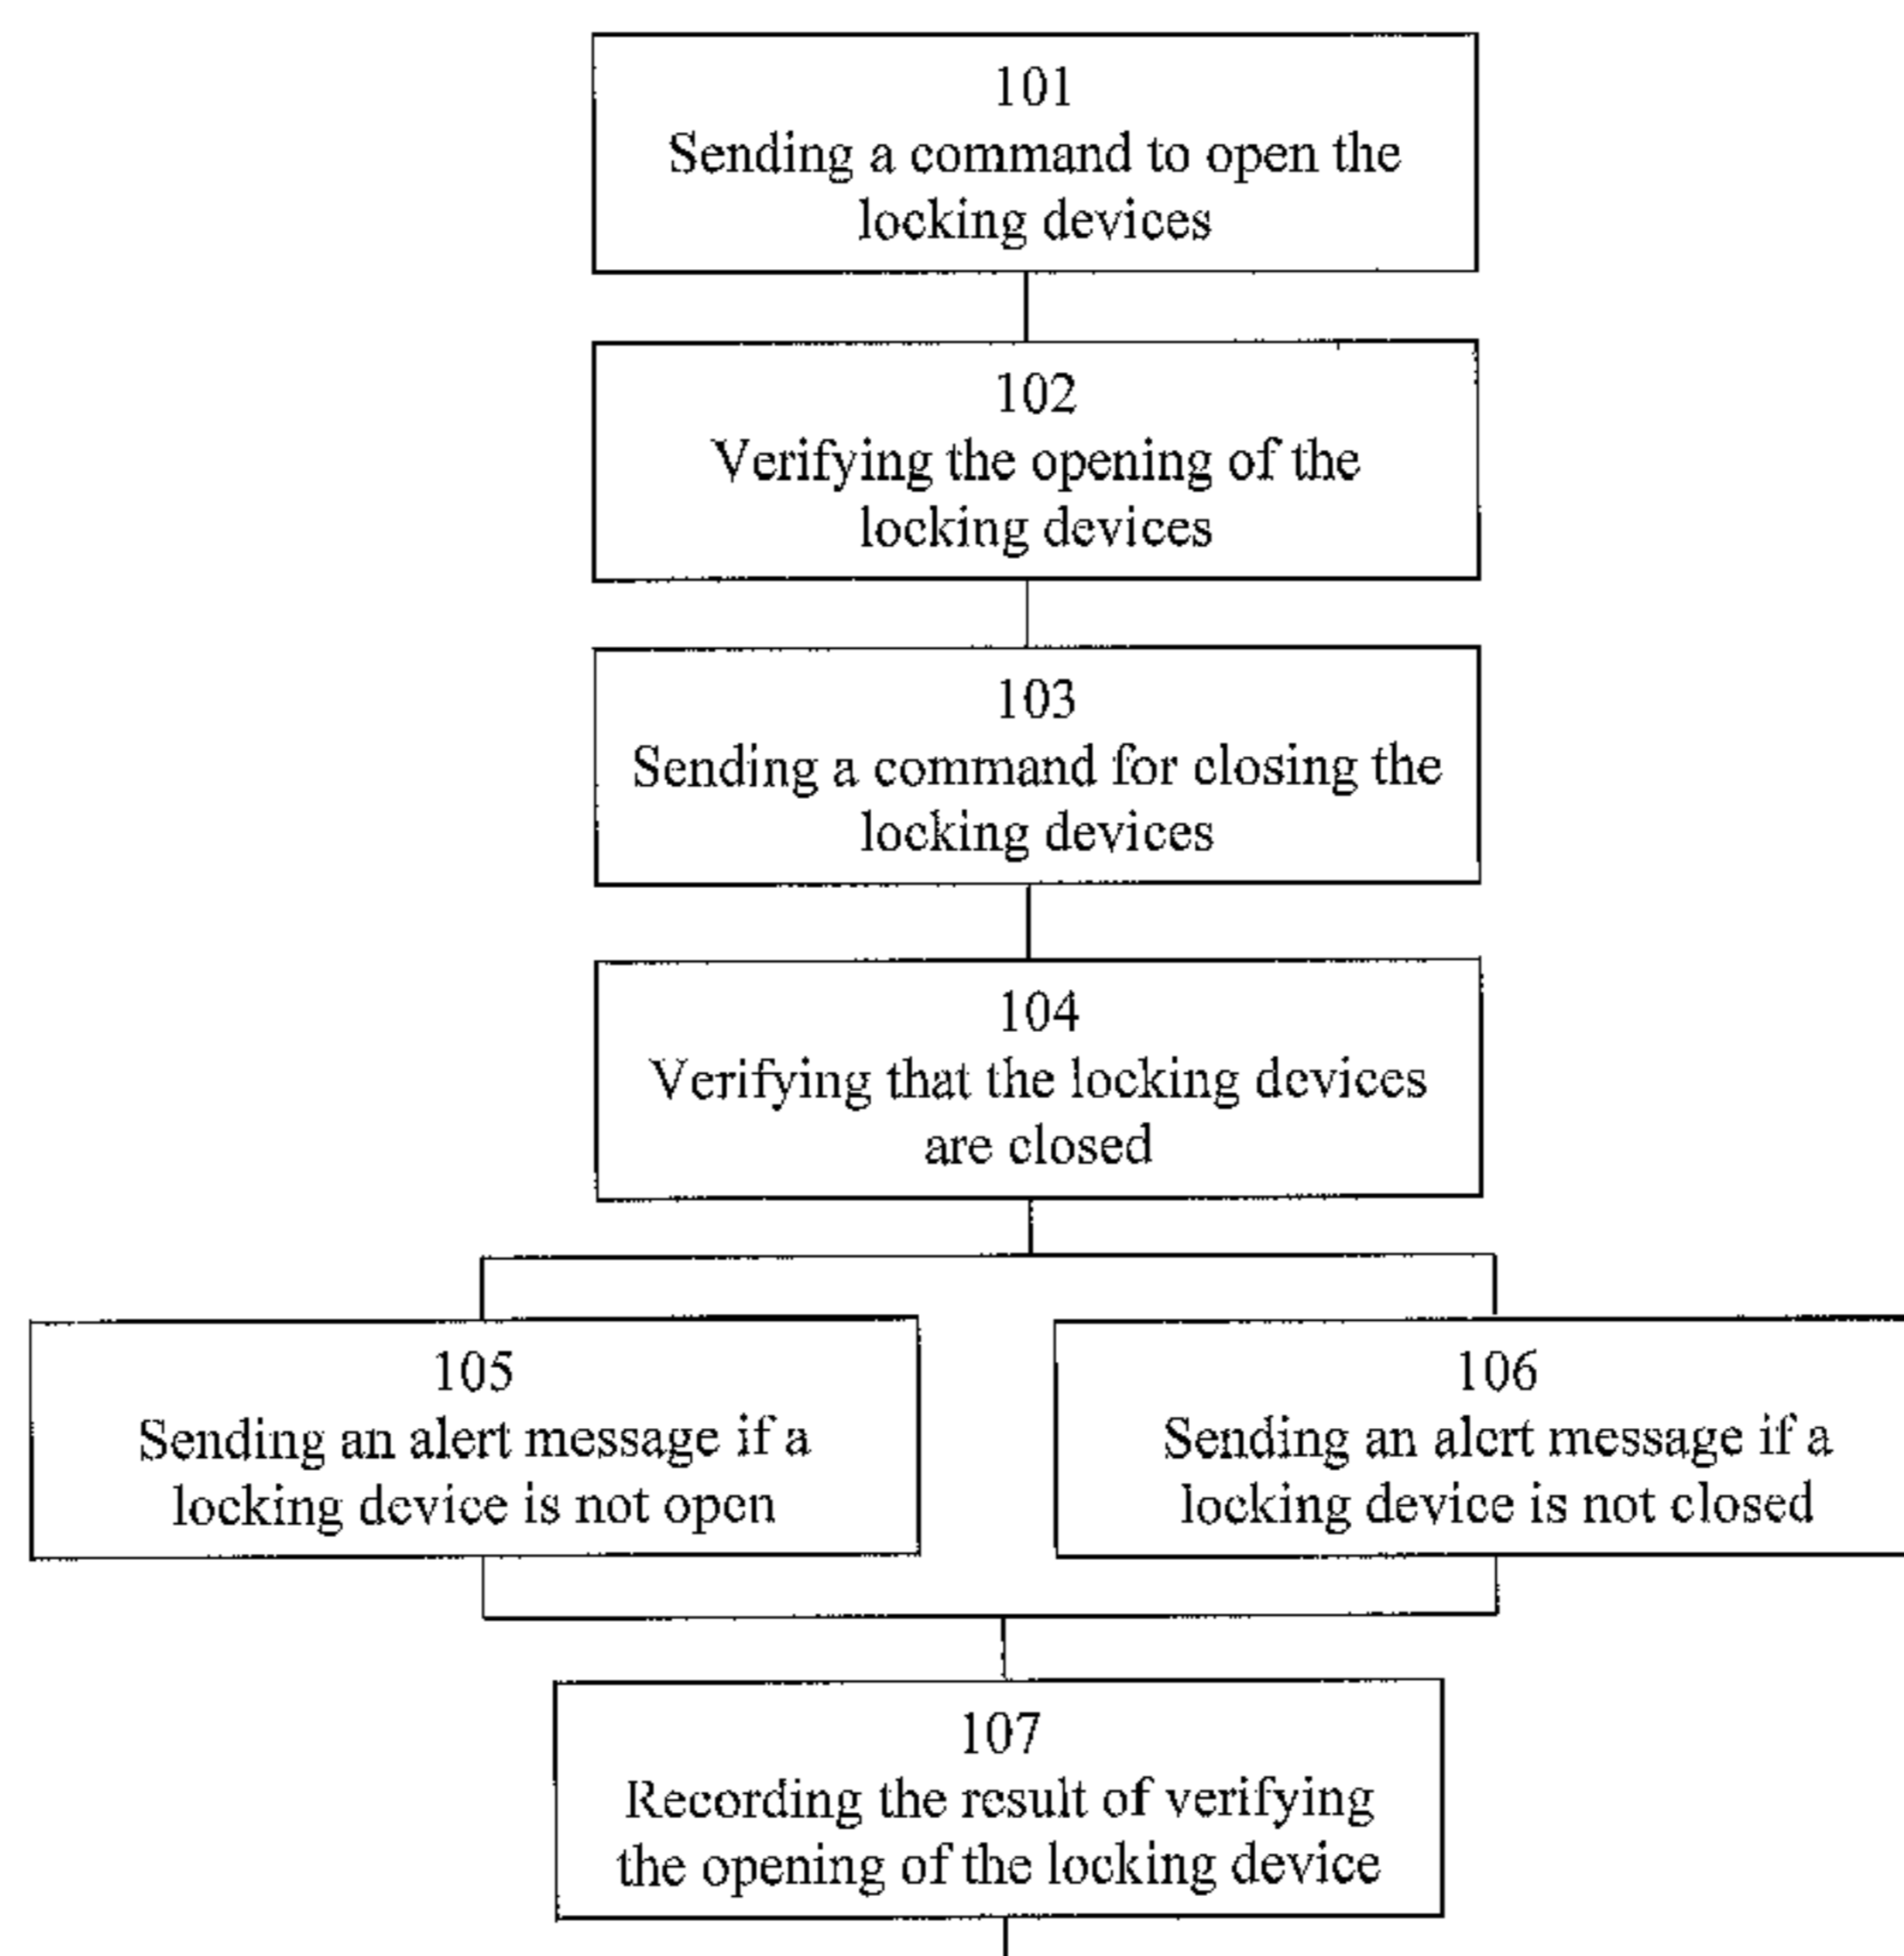 101
Sending a command to open the
locking devices
102
Verifying the opening of the
locking devices
103
Sending a command for closing the
locking devices
104
Verifying that the locking devices
are closed
105
Sending an alert message if a
locking device is not open
106
Sending an alert message if a
locking device is not closed
107
Recording the result of verifying
the opening of the locking device